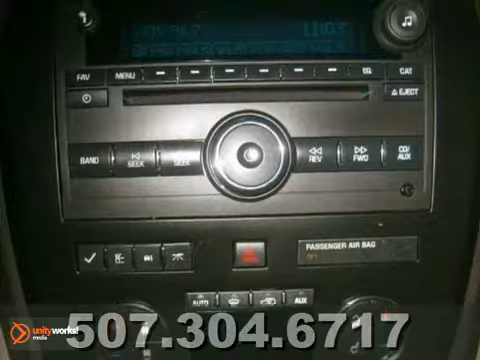 FAV MENU EQ CAT
EJECT
BAND SEEK SEEK REV FWD CD/AUX
PASSENGER AIR BAG
AUTO AUX
unityworks!
media
507.304.6717